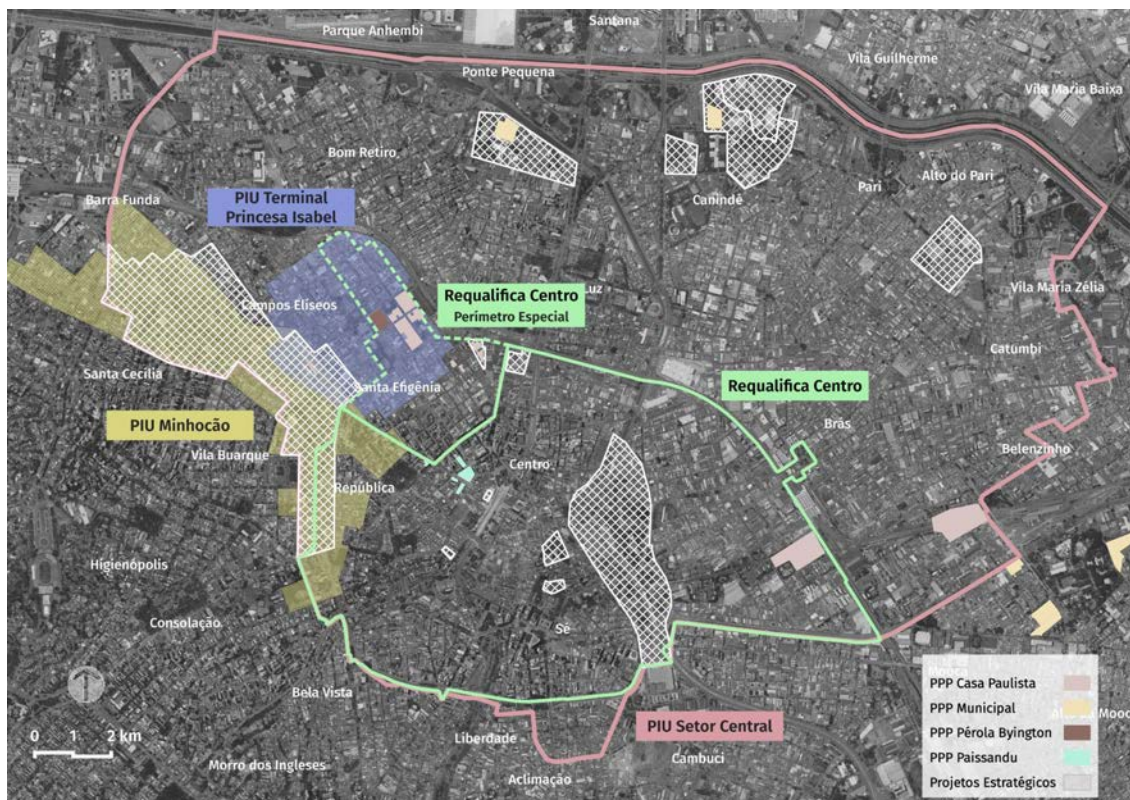 Santana
Parque Anhembi
Vila Guilherme
Ponte Pequena
Vila Maria Baixa
Bom Retiro
Alto do Pari
Pari
Barra Funda
PIU Terminal
Princesa Isabel
Canindé
Campos Elíseos
Luz
Vila Maria Zélia
Requalifica Centro
Perímetro Especial
Catumbi
Santa Cecília
Santa Efigênia
Requalifica Centro
PIU Minhocão
Brás
Vila Buarque
Belenzinho
Centro
República
Higienópolis
Consolação
Sé
Bela Vista
PPP Casa Paulista
PPP Municipal
PIU Setor Central
Liberdade
PPP Pérola Byington
0 1 2 km
Cambuci
PPP Paissandu
Morro dos Ingleses
Aclimação
Projetos Estratégicos